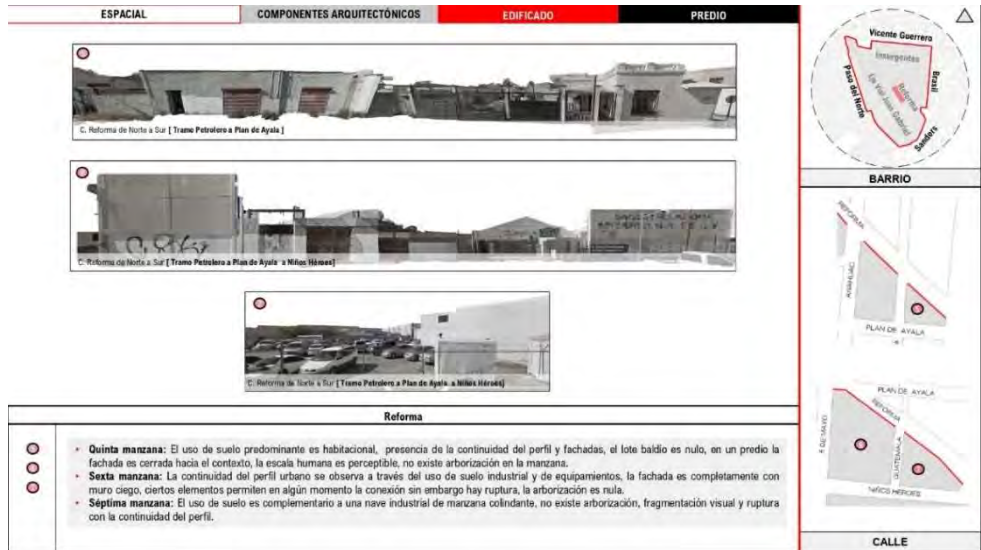 ESPACIAL
COMPONENTES ARQUITECTÓNICOS
EDIFICADO
PREDIO
C. Reforma de Norte a Sur [ Tramo Petrolero a Plan de Ayala ]
C. Reforma de Norte a Sur [ Tramo Petrolero a Plan de Ayala a Niños Héroes]
C. Reforma de Norte a Sur [ Tramo Petrolero a Plan de Ayala a Niños Héroes]
Reforma
• Quinta manzana: El uso de suelo predominante es habitacional, presencia de la continuidad del perfil y fachadas, el lote baldío es nulo, en un predio la
fachada es cerrada hacia el contexto, la escala humana es perceptible, no existe arborización en la manzana.
• Sexta manzana: La continuidad del perfil urbano se observa a través del uso de suelo industrial y de equipamientos, la fachada es completamente con
muro ciego, ciertos elementos permiten en algún momento la conexión sin embargo hay ruptura, la arborización es nula.
• Séptima manzana: El uso de suelo es complementario a una nave industrial de manzana colindante, no existe arborización, fragmentación visual y ruptura
con la continuidad del perfil.
Vicente Guerrero
Insurgentes
Brasil
Reforma
Paso del Norte
Eje Vial Juan Gabriel
Sanders
BARRIO
REFORMA
ANAHUAC
PLAN DE AYALA
PLAN DE AYALA
REFORMA
GUATEMALA
NIÑOS HEROES
CALLE